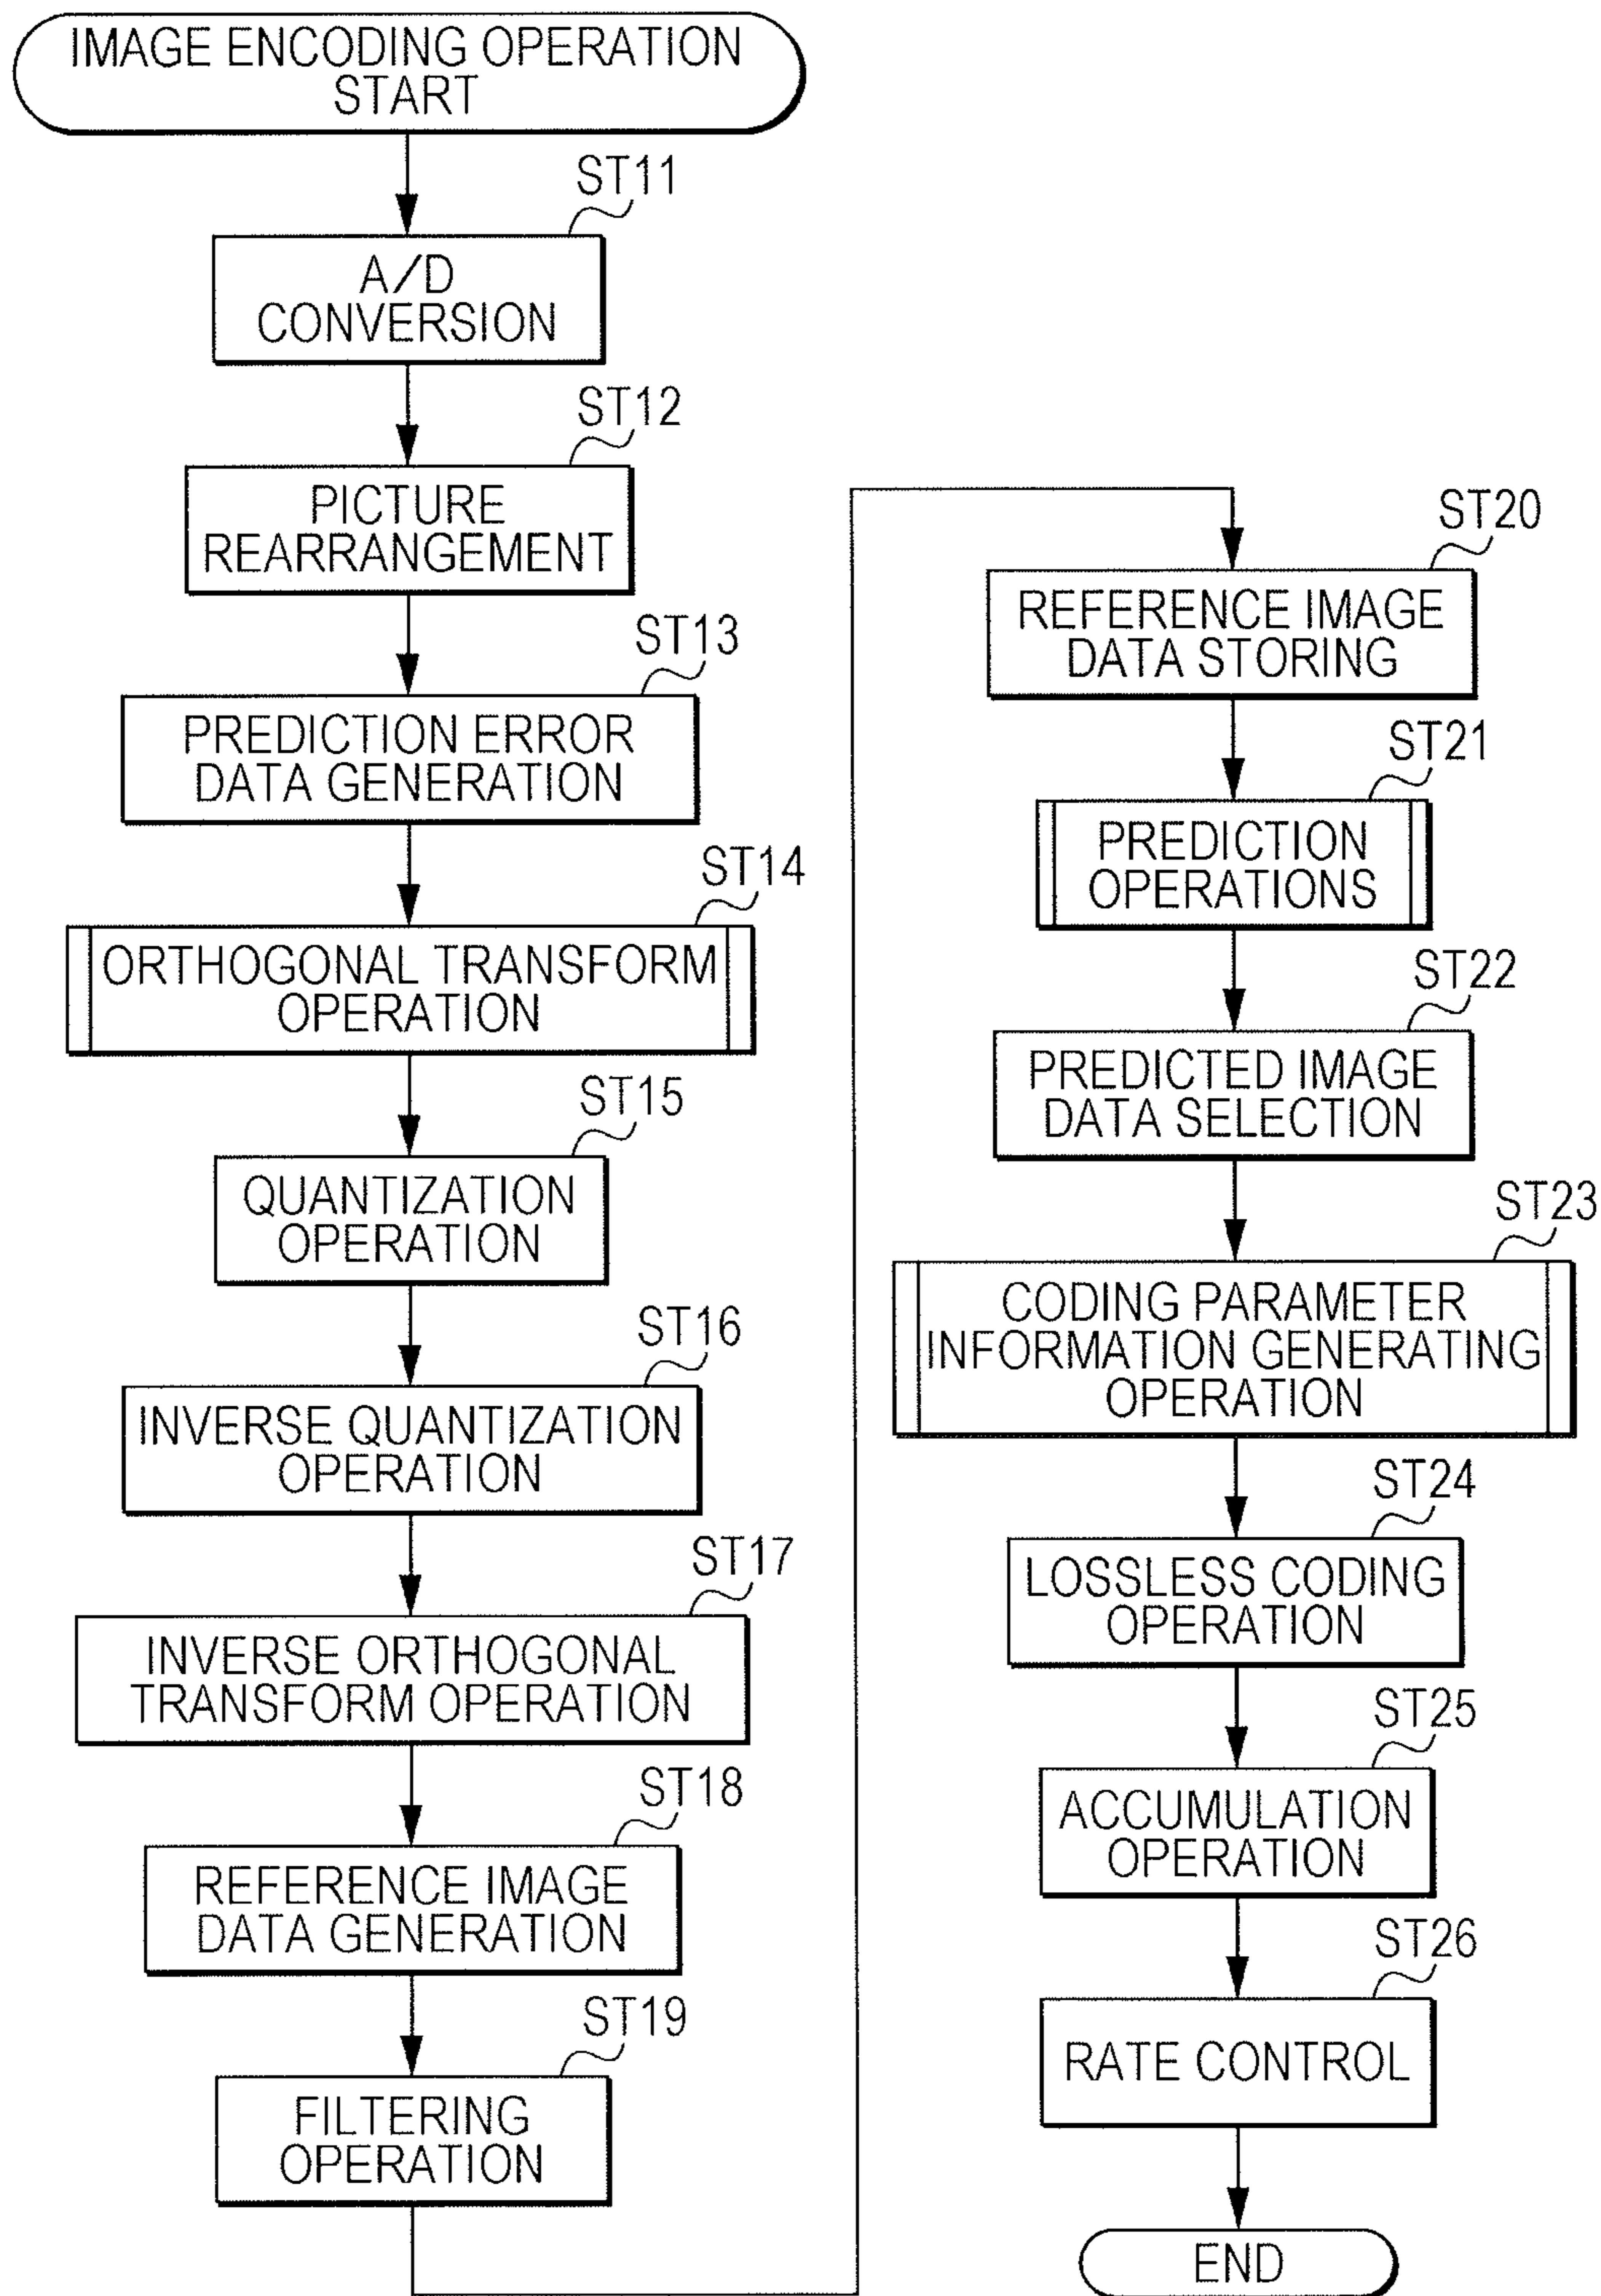 IMAGE ENCODING OPERATION
START
ST11
A/D
CONVERSION
ST12
PICTURE
REARRANGEMENT
ST13
PREDICTION ERROR
DATA GENERATION
ST14
ORTHOGONAL TRANSFORM
OPERATION
ST15
QUANTIZATION
OPERATION
ST16
INVERSE QUANTIZATION
OPERATION
ST17
INVERSE ORTHOGONAL
TRANSFORM OPERATION
ST18
REFERENCE IMAGE
DATA GENERATION
ST19
FILTERING
OPERATION
ST20
REFERENCE IMAGE
DATA STORING
ST21
PREDICTION
OPERATIONS
ST22
PREDICTED IMAGE
DATA SELECTION
ST23
CODING PARAMETER
INFORMATION GENERATING
OPERATION
ST24
LOSSLESS CODING
OPERATION
ST25
ACCUMULATION
OPERATION
ST26
RATE CONTROL
END